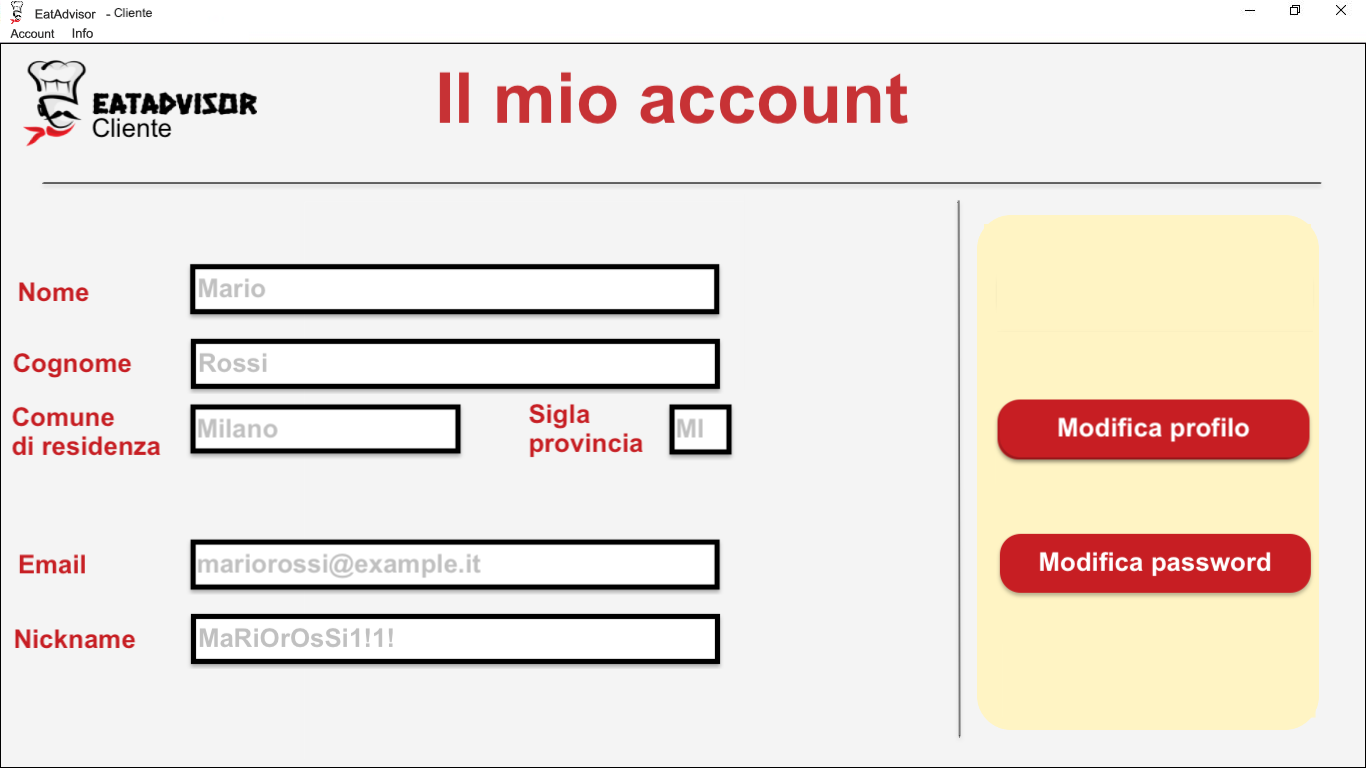 EatAdvisor - Cliente
Account Info
EATADVISOR
Cliente
Il mio account
Nome
Mario
Cognome
Rossi
Comune
di residenza
Milano
Sigla
provincia
MI
Email
mariorossi@example.it
Nickname
MaRiOrOsSi1!1!
Modifica profilo
Modifica password